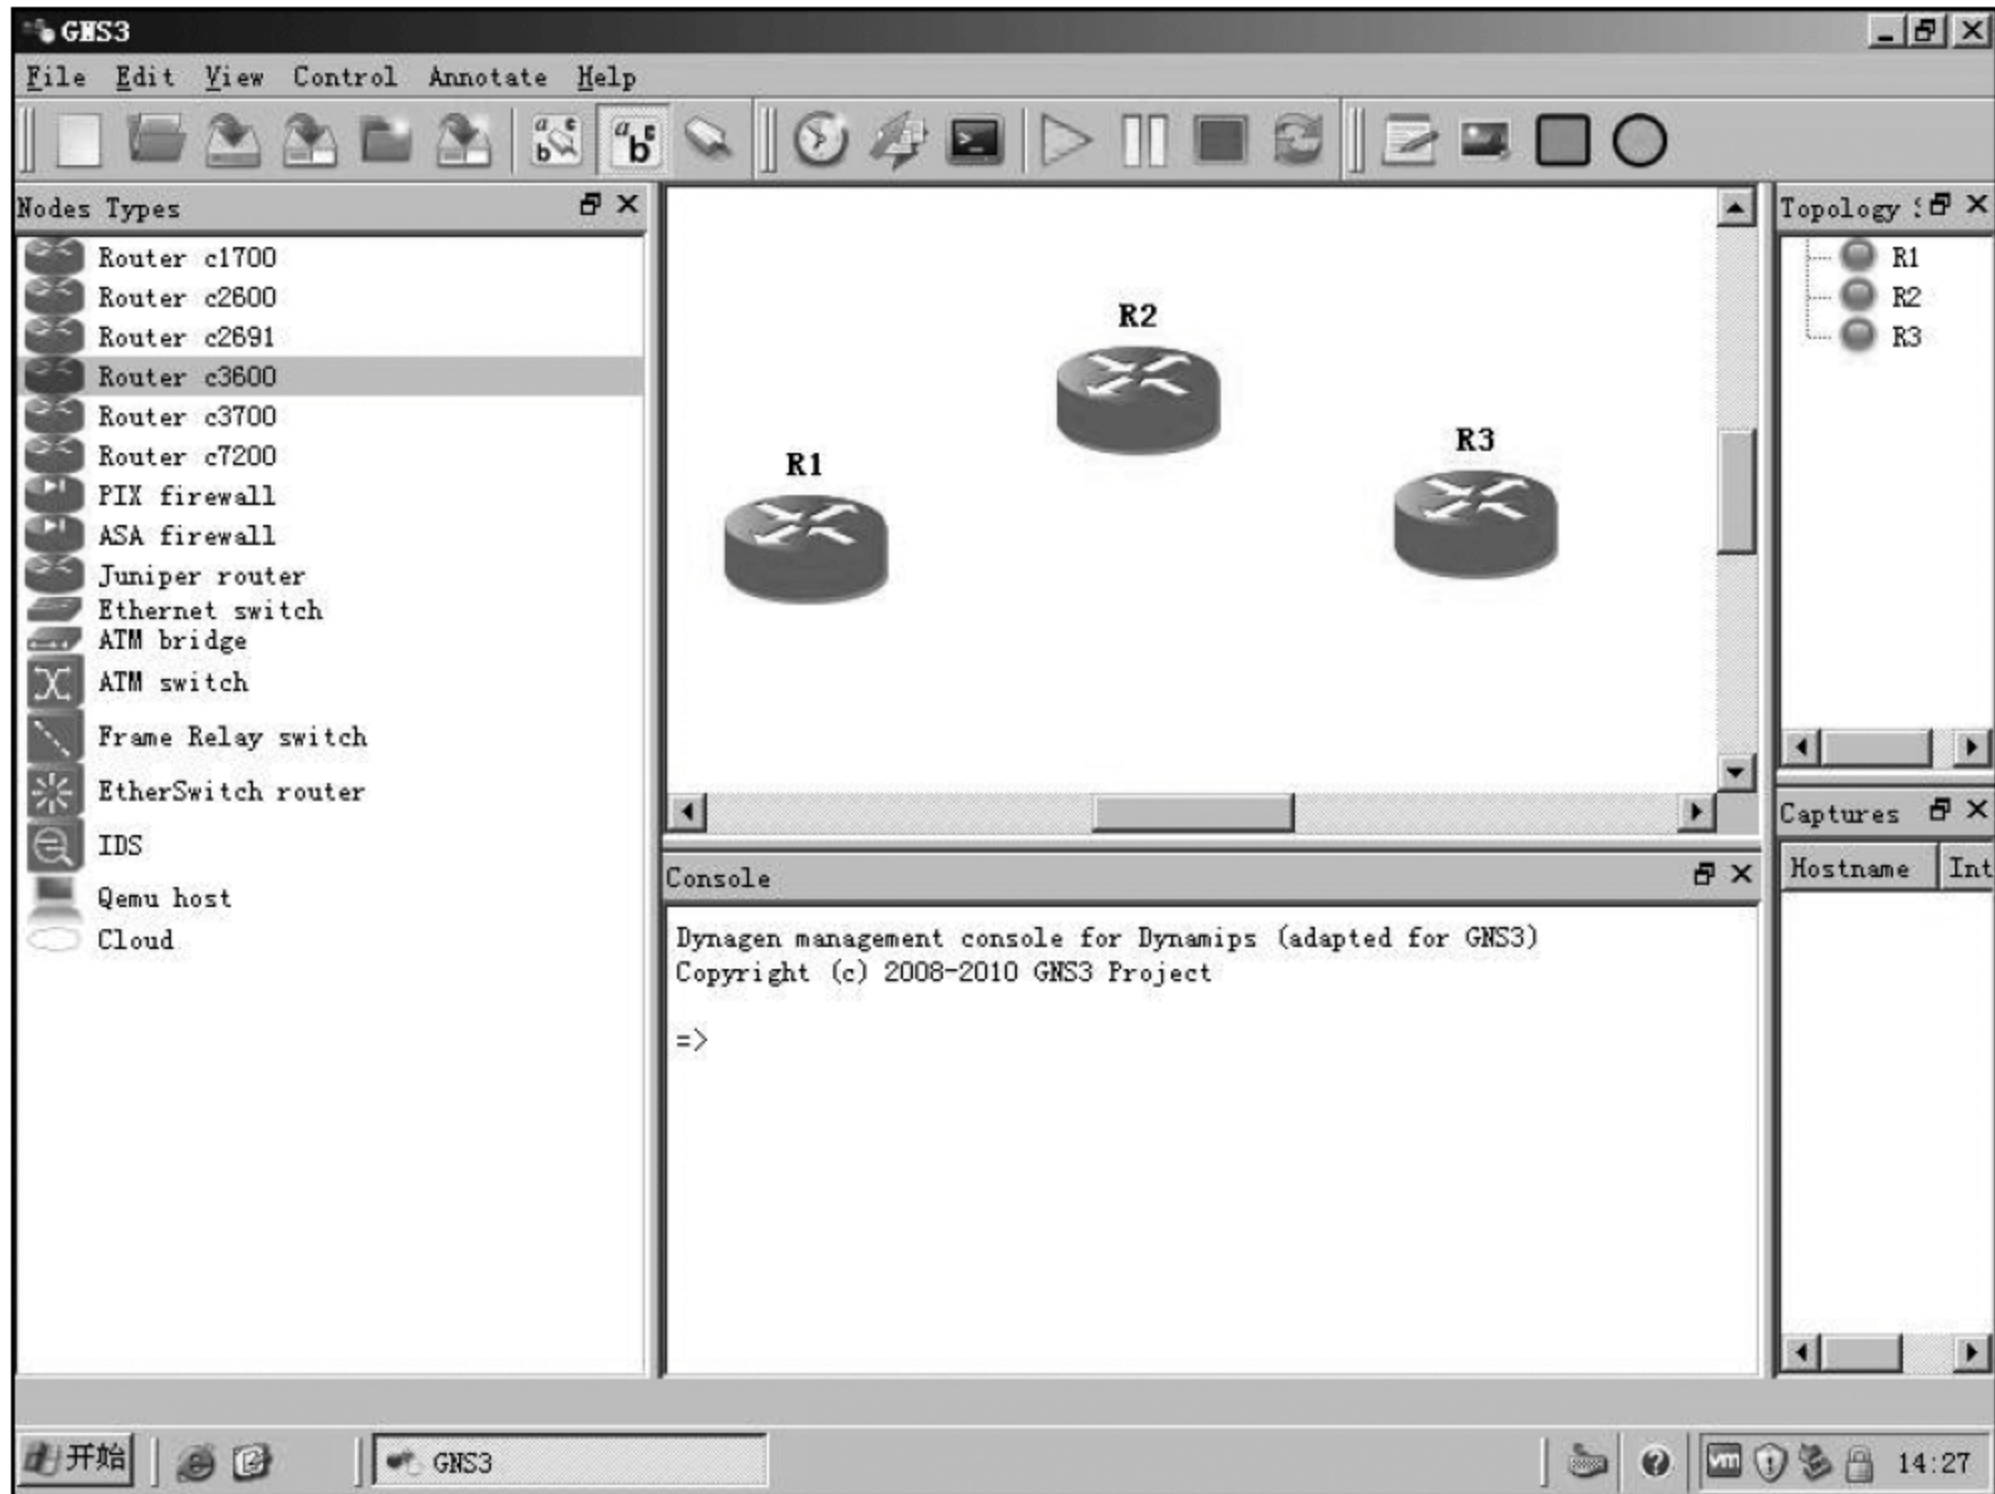 GNS3
File Edit View Control Annotate Help
Nodes Types
Router c1700
Router c2600
Router c2691
Router c3600
Router c3700
Router c7200
PIX firewall
ASA firewall
Juniper router
Ethernet switch
ATM bridge
ATM switch
Frame Relay switch
EtherSwitch router
IDS
Qemu host
Cloud
R1
R2
R3
Topology S
R1
R2
R3
Captures
Hostname Int
Console
Dynagen management console for Dynamips (adapted for GNS3)
Copyright (c) 2008-2010 GNS3 Project
=>
开始
GNS3
14:27